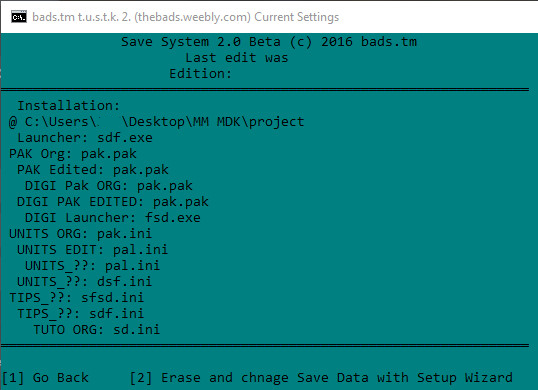 bads.tm t.u.s.t.k. 2. (thebads.weebly.com) Current Settings
Save System 2.0 Beta (c) 2016 bads.tm
Last edit was
Edition:
Installation:
@ C:\Users\ \Desktop\MM MDK\project
Launcher: sdf.exe
PAK Org: pak.pak
PAK Edited: pak.pak
DIGI Pak ORG: pak.pak
DIGI PAK EDITED: pak.pak
DIGI Launcher: fsd.exe
UNITS ORG: pak.ini
UNITS EDIT: pal.ini
UNITS_??: pal.ini
UNITS_??: dsf.ini
TIPS_??: sfsd.ini
TIPS_??: sdf.ini
TUTO ORG: sd.ini
[1] Go Back [2] Erase and chnage Save Data with Setup Wizard